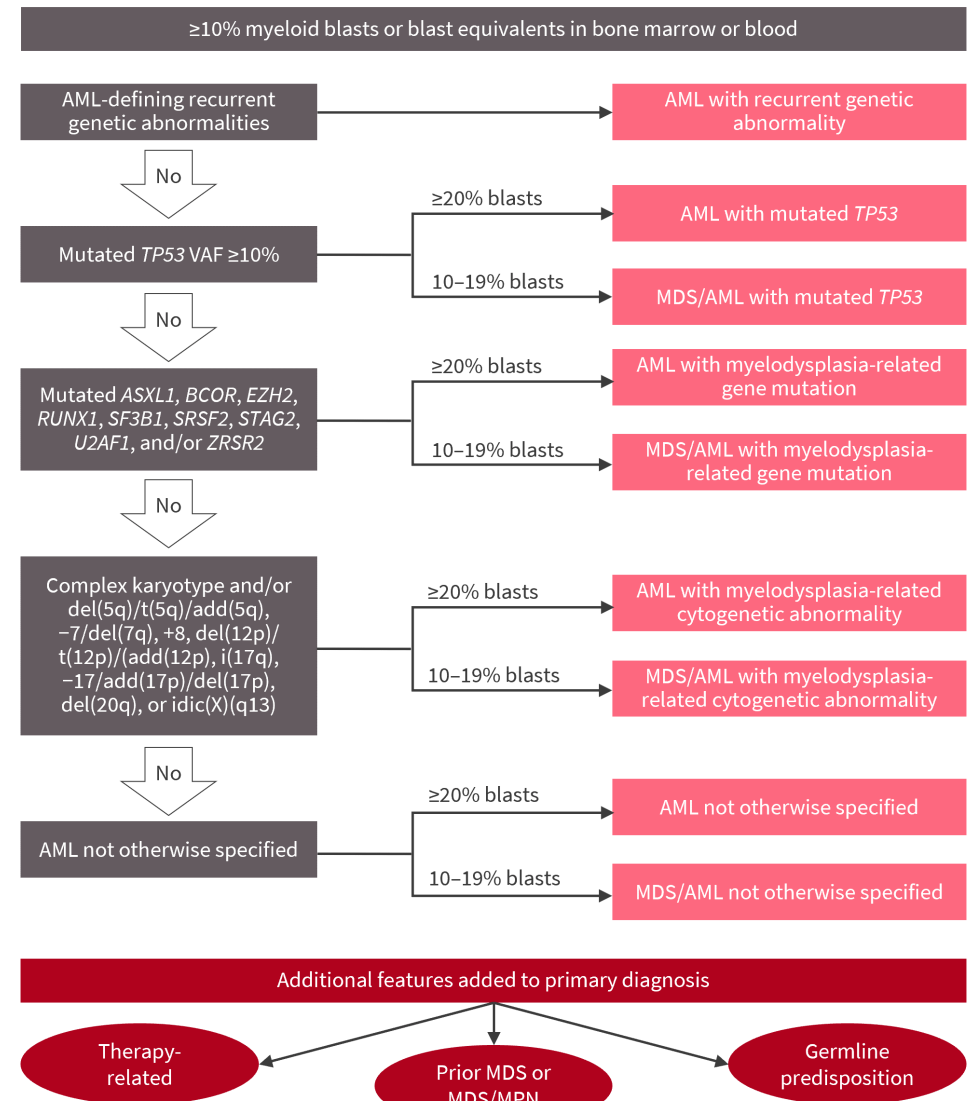 ≥10% myeloid blasts or blast equivalents in bone marrow or blood
AML-defining recurrent
genetic abnormalities
AML with recurrent genetic
abnormality
No
Mutated TP53 VAF ≥10%
≥20% blasts
AML with mutated TP53
10–19% blasts
MDS/AML with mutated TP53
No
Mutated ASXL1, BCOR, EZH2,
RUNX1, SF3B1, SRSF2, STAG2,
U2AF1, and/or ZRSR2
≥20% blasts
AML with myelodysplasia-related
gene mutation
10–19% blasts
MDS/AML with myelodysplasia-
related gene mutation
No
Complex karyotype and/or
del(5q)/t(5q)/add(5q),
−7/del(7q), +8, del(12p)/
t(12p)/(add(12p), i(17q),
−17/add(17p)/del(17p),
del(20q), or idic(X)(q13)
≥20% blasts
AML with myelodysplasia-related
cytogenetic abnormality
10–19% blasts
MDS/AML with myelodysplasia-
related cytogenetic abnormality
No
AML not otherwise specified
≥20% blasts
AML not otherwise specified
10–19% blasts
MDS/AML not otherwise specified
Additional features added to primary diagnosis
Therapy-
related
Prior MDS or
MDS/MPN
Germline
predisposition